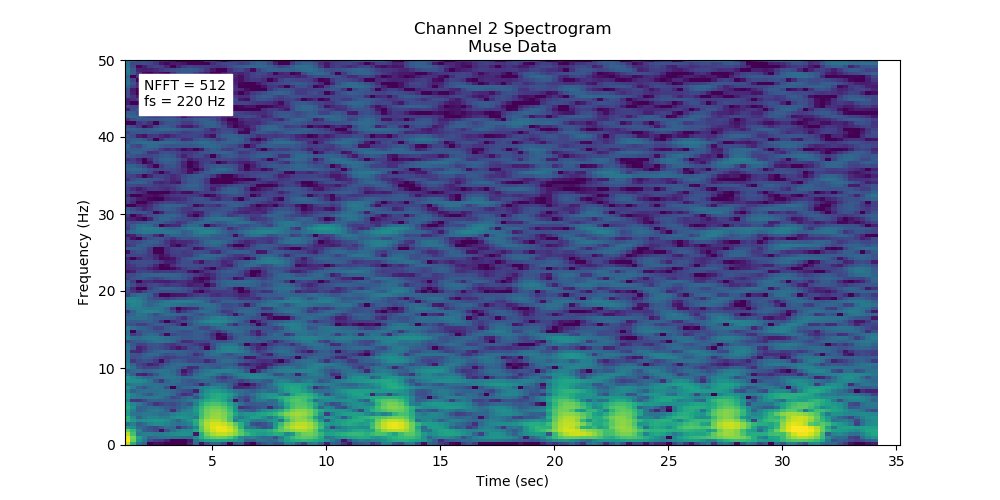 Channel 2 Spectrogram
Muse Data
NFFT = 512
fs = 220 Hz
50
40
30
20
10
0
Frequency (Hz)
5
10
15
20
25
30
35
Time (sec)